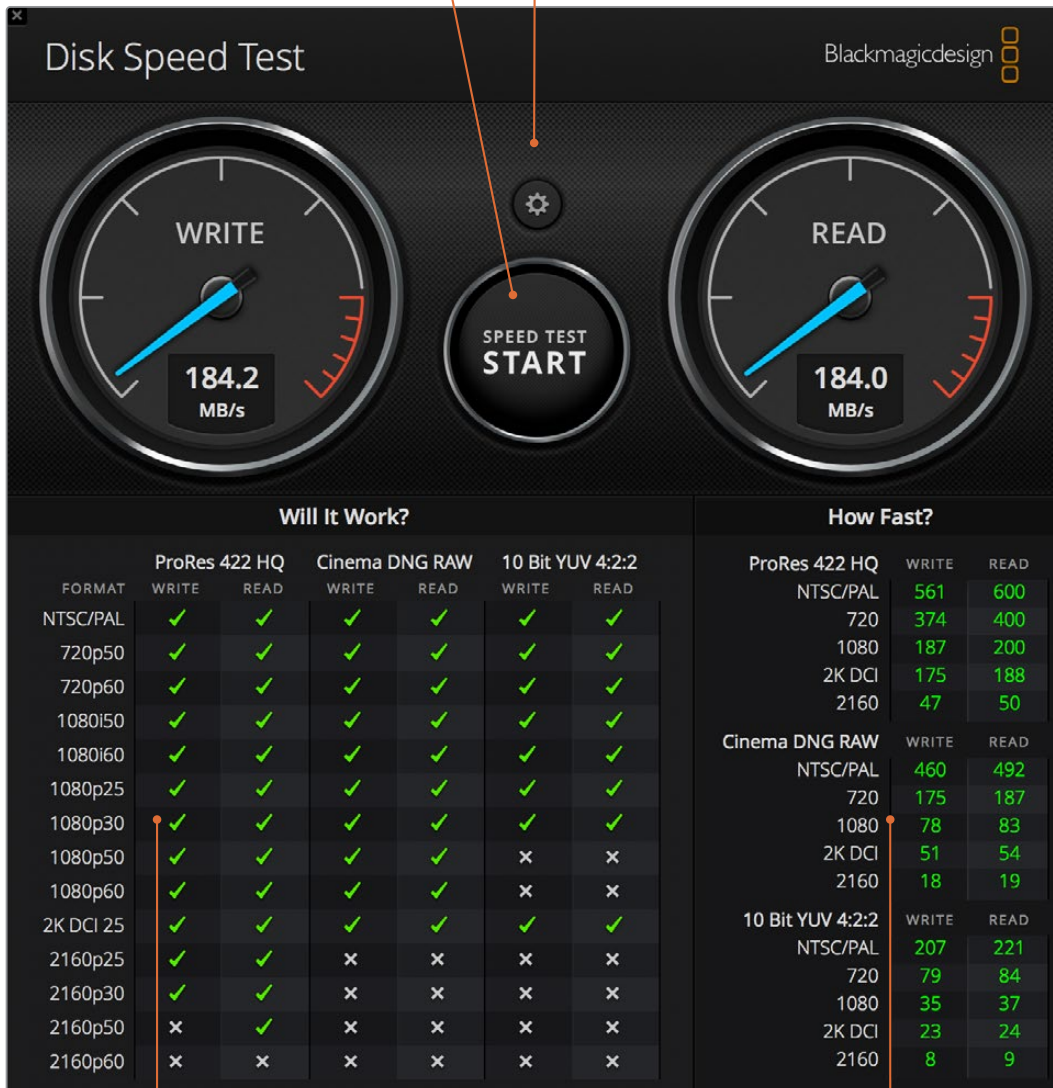 Disk Speed Test
Blackmagicdesign
WRITE
184.2
MB/s
SPEED TEST
START
READ
184.0
MB/s
Will It Work?
ProRes 422 HQ Cinema DNG RAW 10 Bit YUV 4:2:2
FORMAT WRITE READ WRITE READ WRITE READ
NTSC/PAL ✓ ✓ ✓ ✓ ✓ ✓
720p50 ✓ ✓ ✓ ✓ ✓ ✓
720p60 ✓ ✓ ✓ ✓ ✓ ✓
1080i50 ✓ ✓ ✓ ✓ ✓ ✓
1080i60 ✓ ✓ ✓ ✓ ✓ ✓
1080p25 ✓ ✓ ✓ ✓ ✓ ✓
1080p30 ✓ ✓ ✓ ✓ ✓ ✓
1080p50 ✓ ✓ ✓ ✓ × ×
1080p60 ✓ ✓ ✓ ✓ × ×
2K DCI 25 ✓ ✓ ✓ ✓ ✓ ✓
2160p25 ✓ ✓ × × × ×
2160p30 ✓ ✓ × × × ×
2160p50 × ✓ × × × ×
2160p60 × × × × × ×
How Fast?
ProRes 422 HQ WRITE READ
NTSC/PAL 561 600
720 374 400
1080 187 200
2K DCI 175 188
2160 47 50
Cinema DNG RAW WRITE READ
NTSC/PAL 460 492
720 175 187
1080 78 83
2K DCI 51 54
2160 18 19
10 Bit YUV 4:2:2 WRITE READ
NTSC/PAL 207 221
720 79 84
1080 35 37
2K DCI 23 24
2160 8 9